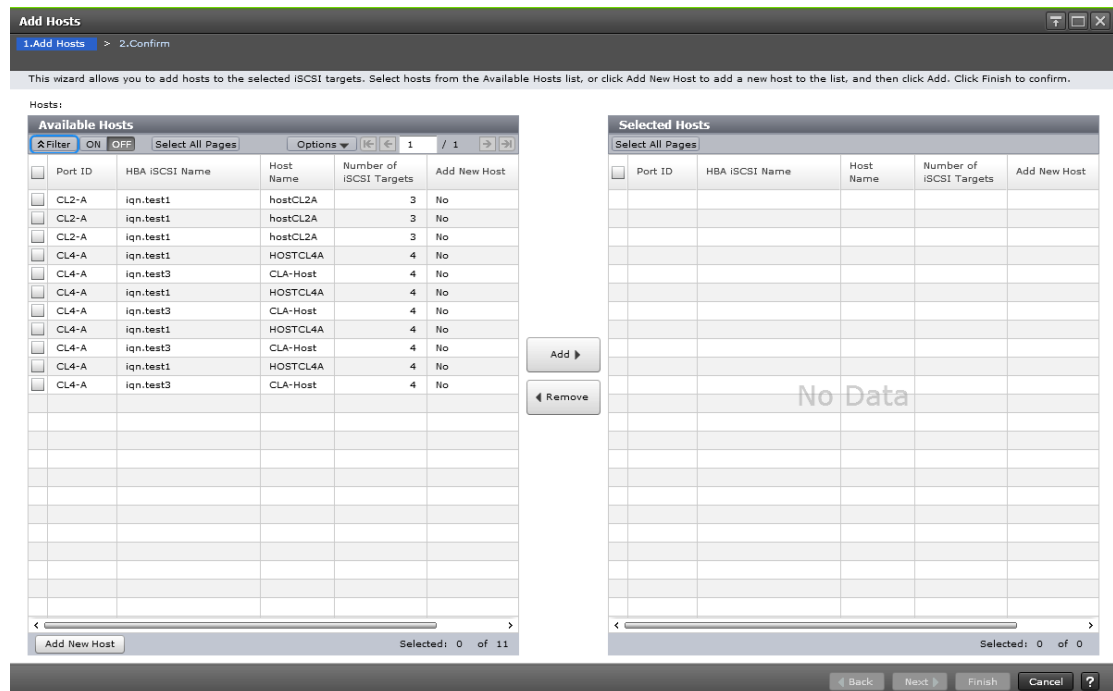 Add Hosts
1.Add Hosts > 2.Confirm
This wizard allows you to add hosts to the selected iSCSI targets. Select hosts from the Available Hosts list, or click Add New Host to add a new host to the list, and then click Add. Click Finish to confirm.
Hosts:
Available Hosts
Filter ON OFF Select All Pages Options 1 / 1
Port ID HBA iSCSI Name Host Name Number of iSCSI Targets Add New Host
CL2-A iqn.test1 hostCL2A 3 No
CL2-A iqn.test1 hostCL2A 3 No
CL2-A iqn.test1 hostCL2A 3 No
CL4-A iqn.test1 HOSTCL4A 4 No
CL4-A iqn.test3 CLA-Host 4 No
CL4-A iqn.test1 HOSTCL4A 4 No
CL4-A iqn.test3 CLA-Host 4 No
CL4-A iqn.test1 HOSTCL4A 4 No
CL4-A iqn.test3 CLA-Host 4 No
CL4-A iqn.test1 HOSTCL4A 4 No
CL4-A iqn.test3 CLA-Host 4 No
Add New Host Selected: 0 of 11
Add
Remove
Selected Hosts
Select All Pages
Port ID HBA iSCSI Name Host Name Number of iSCSI Targets Add New Host
No Data
Selected: 0 of 0
Back Next Finish Cancel ?